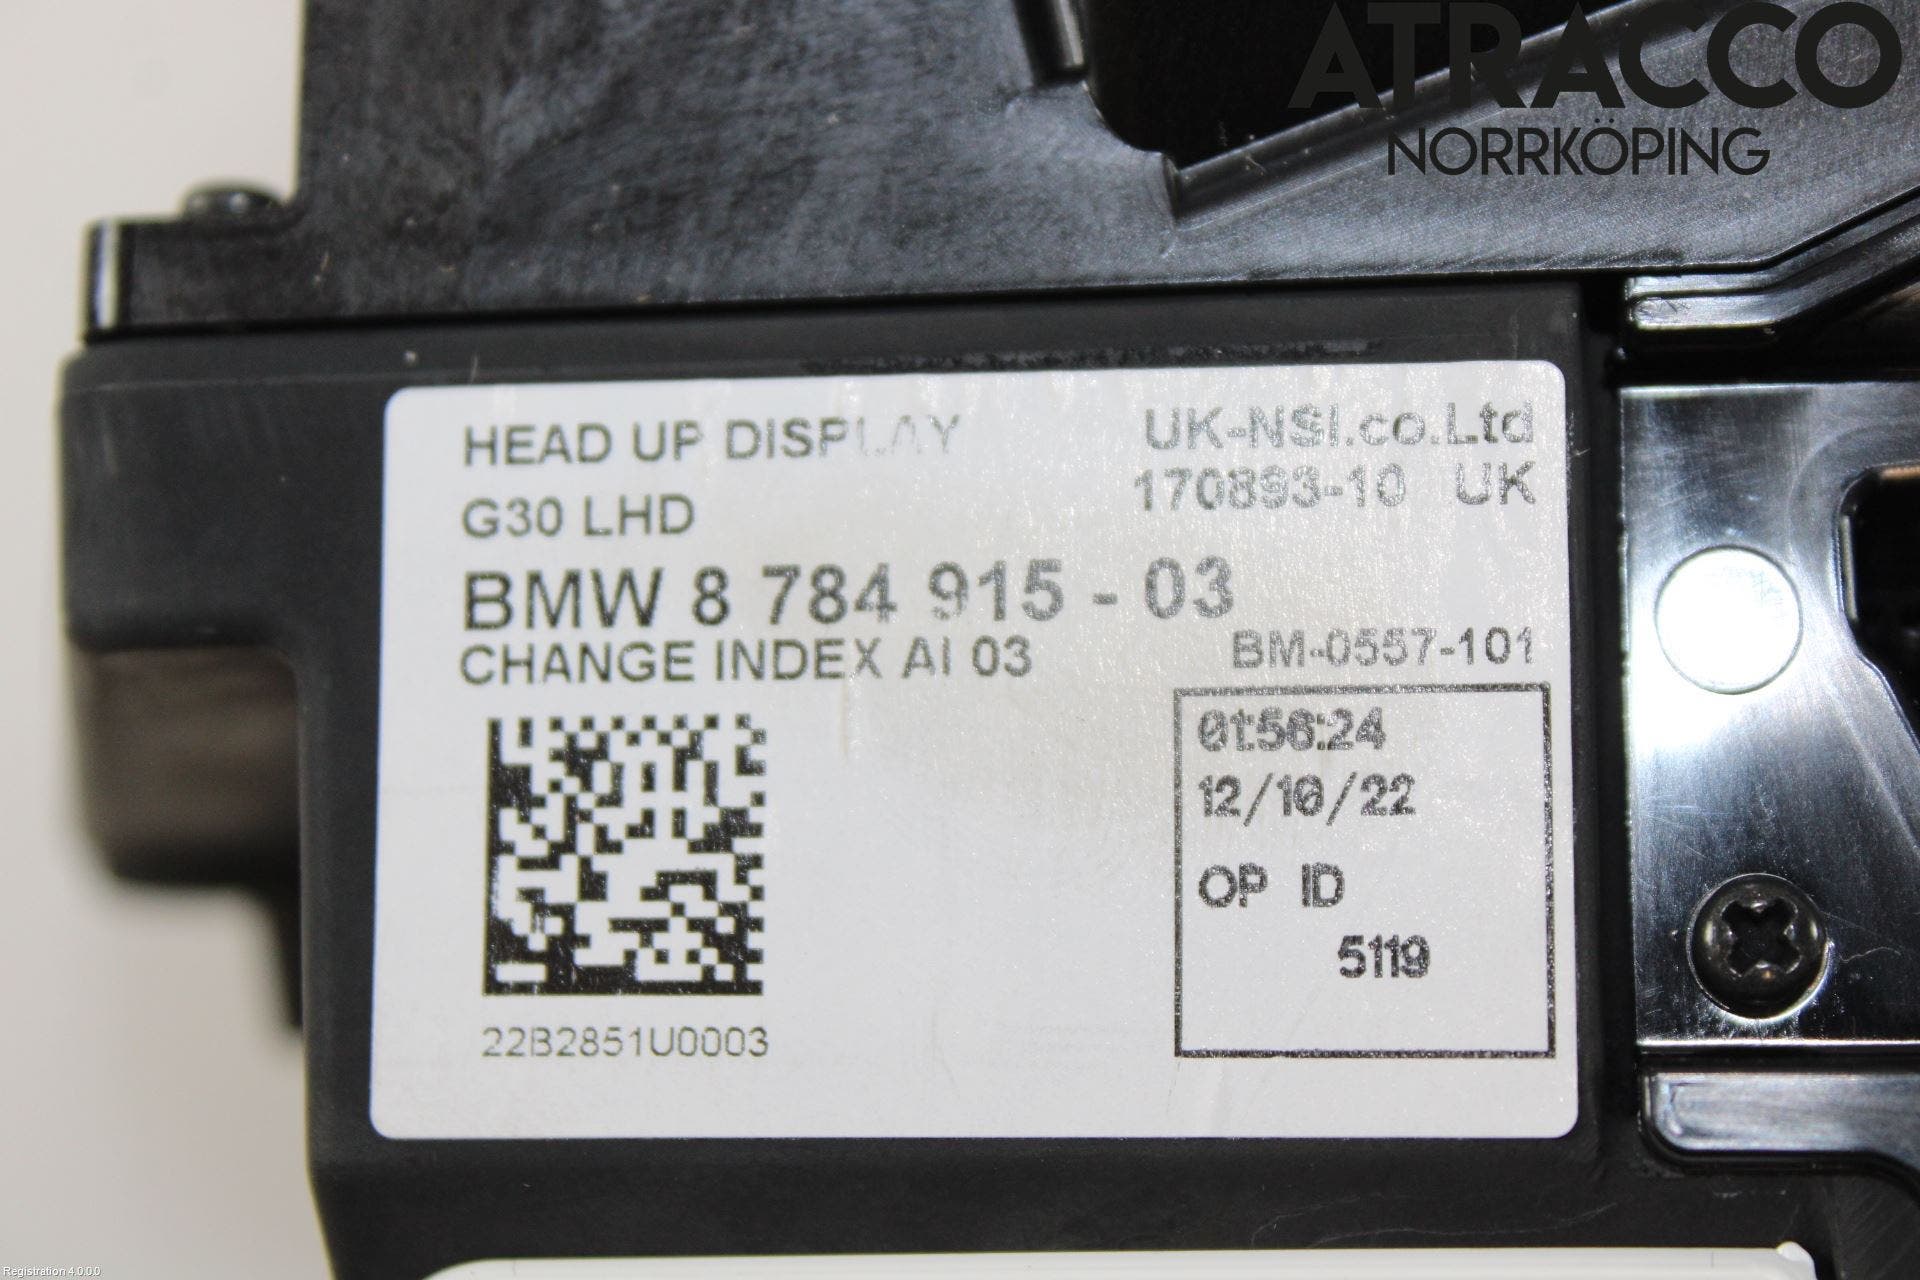 ATRACCO
NORRKÖPING
HEAD UP DISPLAY
G30 LHD
BMW 8 784 915 - 03
CHANGE INDEX AI 03
22B2851U0003
UK-NSI.co.Ltd
170893-10 UK
BM-0557-101
01:56:24
12/10/22
OP ID
5119
Registration 4.0.0.0